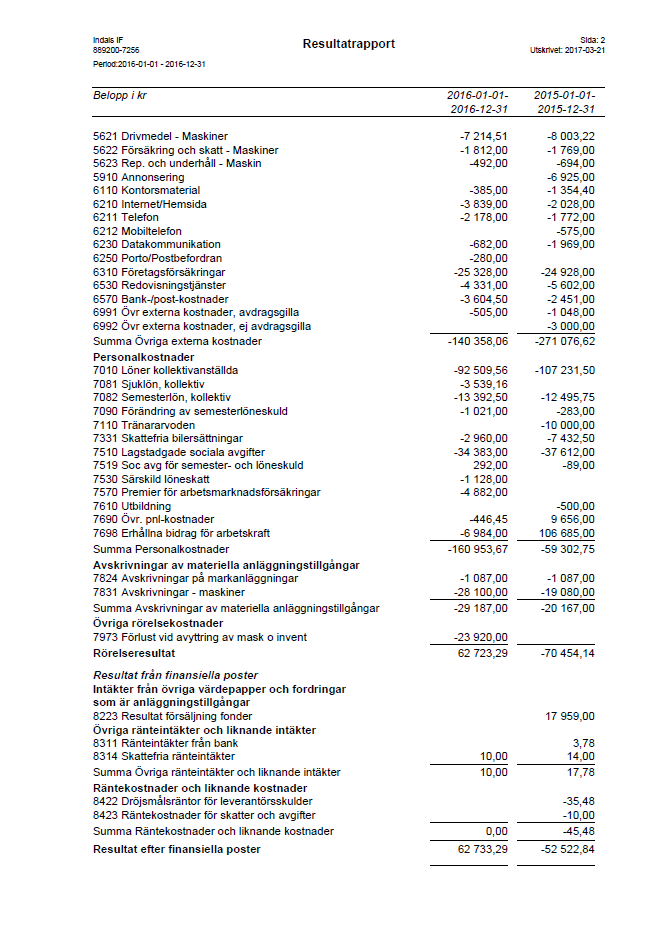 Indals IF Resultatrapport Sida: 2
889200-7256 Utskrivet: 2017-03-21
Period:2016-01-01 - 2016-12-31
Belopp i kr 2016-01-01- 2015-01-01-
2016-12-31 2015-12-31
5621 Drivmedel - Maskiner -7 214,51 -8 003,22
5622 Försäkring och skatt - Maskiner -1 812,00 -1 769,00
5623 Rep. och underhåll - Maskin -492,00 -694,00
5910 Annonsering -6 925,00
6110 Kontorsmaterial -385,00 -1 354,40
6210 Internet/Hemsida -3 839,00 -2 028,00
6211 Telefon -2 178,00 -1 772,00
6212 Mobiltelefon -575,00
6230 Datakommunikation -682,00 -1 969,00
6250 Porto/Postbefordran -280,00
6310 Företagsförsäkringar -25 328,00 -24 928,00
6530 Redovisningstjänster -4 331,00 -5 602,00
6570 Bank-/post-kostnader -3 604,50 -2 451,00
6991 Övr externa kostnader, avdragsgilla -505,00 -1 048,00
6992 Övr externa kostnader, ej avdragsgilla -3 000,00
Summa Övriga externa kostnader -140 358,06 -271 076,62
Personalkostnader
7010 Löner kollektivanställda -92 509,56 -107 231,50
7081 Sjuklön, kollektiv -3 539,16
7082 Semesterlön, kollektiv -13 392,50 -12 495,75
7090 Förändring av semesterlöneskuld -1 021,00 -283,00
7110 Tränararvoden -10 000,00
7331 Skattefria bilersättningar -2 960,00 -7 432,50
7510 Lagstadgade sociala avgifter -34 383,00 -37 612,00
7519 Soc avg för semester- och löneskuld 292,00 -89,00
7530 Särskild löneskatt -1 128,00
7570 Premier för arbetsmarknadsförsäkringar -4 882,00
7610 Utbildning -500,00
7690 Övr. pnl-kostnader -446,45 9 656,00
7698 Erhållna bidrag för arbetskraft -6 984,00 106 685,00
Summa Personalkostnader -160 953,67 -59 302,75
Avskrivningar av materiella anläggningstillgångar
7824 Avskrivningar på markanläggningar -1 087,00 -1 087,00
7831 Avskrivningar - maskiner -28 100,00 -19 080,00
Summa Avskrivningar av materiella anläggningstillgångar -29 187,00 -20 167,00
Övriga rörelsekostnader
7973 Förlust vid avyttring av mask o invent -23 920,00
Rörelseresultat 62 723,29 -70 454,14
Resultat från finansiella poster
Intäkter från övriga värdepapper och fordringar
som är anläggningstillgångar
8223 Resultat försäljning fonder 17 959,00
Övriga ränteintäkter och liknande intäkter
8311 Ränteintäkter från bank 3,78
8314 Skattefria ränteintäkter 10,00 14,00
Summa Övriga ränteintäkter och liknande intäkter 10,00 17,78
Räntekostnader och liknande kostnader
8422 Dröjsmålsräntor för leverantörsskulder -35,48
8423 Räntekostnader för skatter och avgifter -10,00
Summa Räntekostnader och liknande kostnader 0,00 -45,48
Resultat efter finansiella poster 62 733,29 -52 522,84